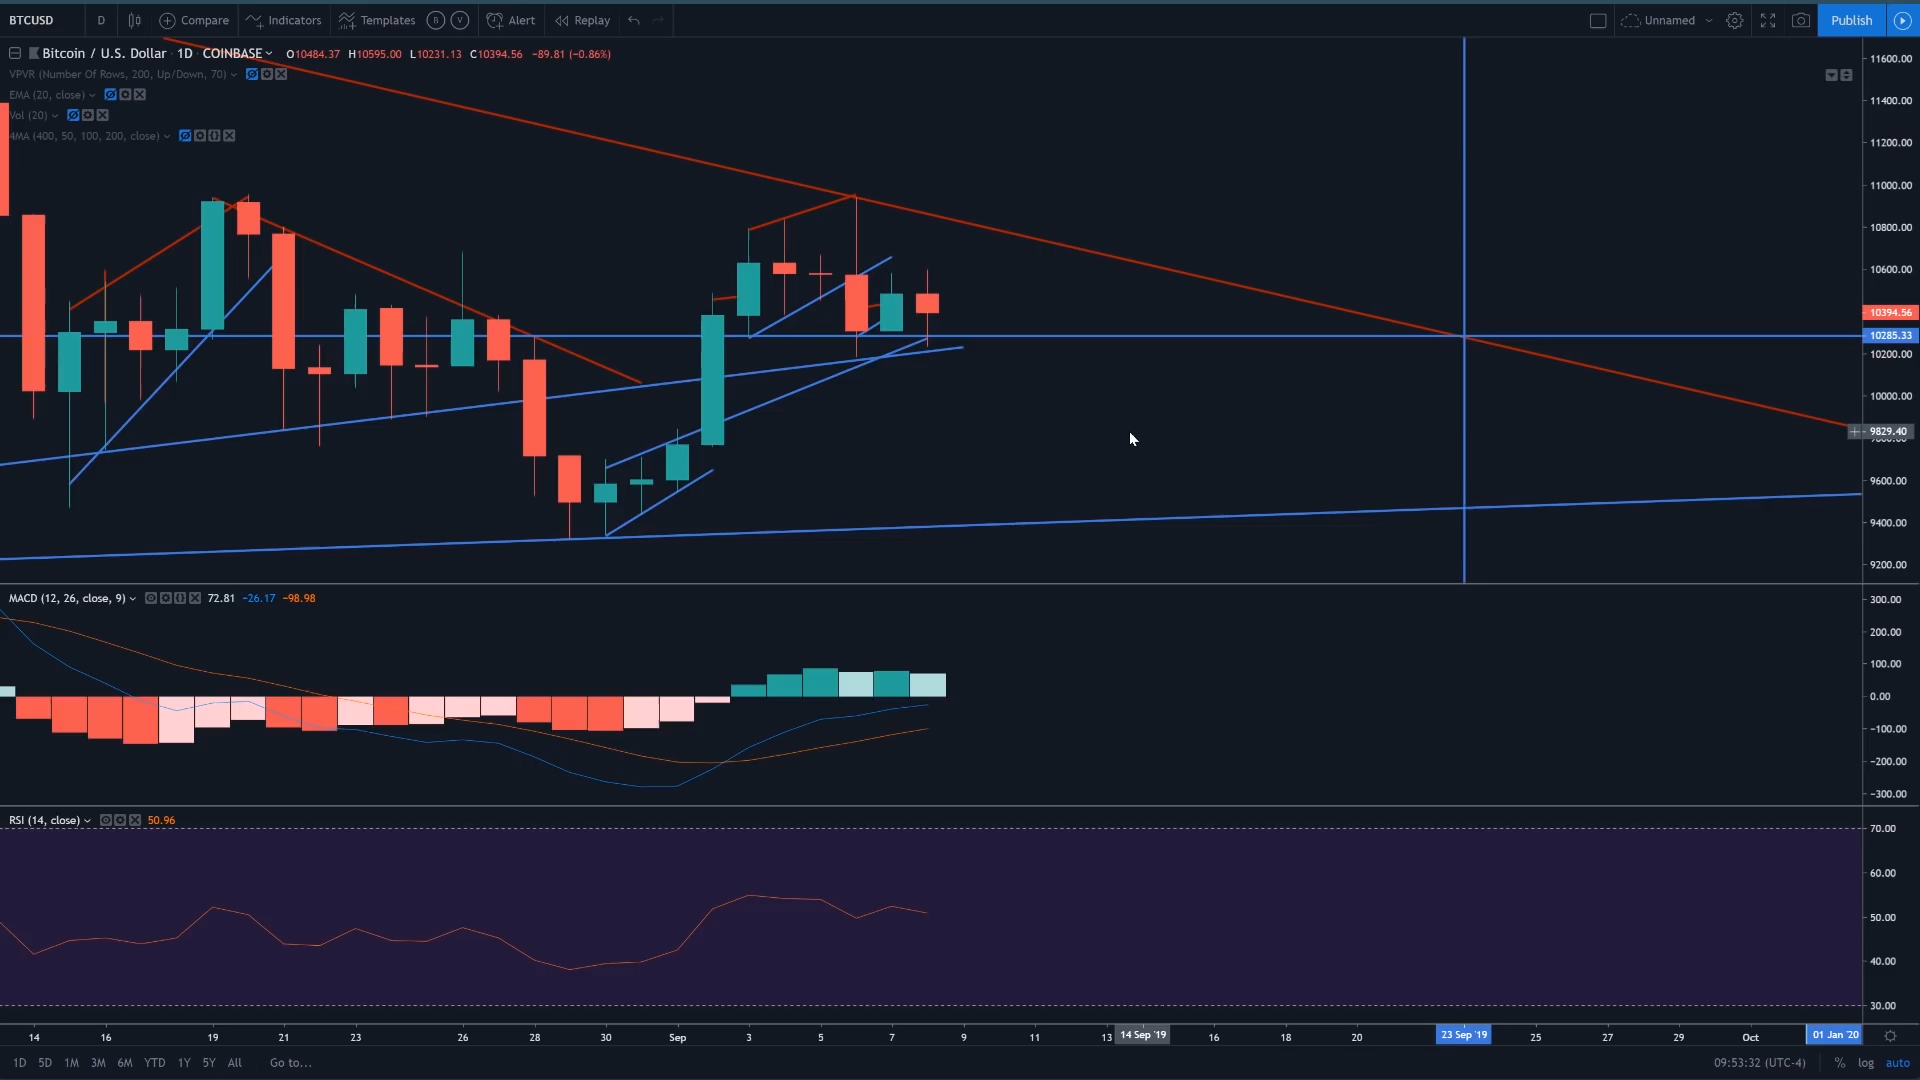 BTCUSD D Compare Indicators Templates B V Alert Replay Unnamed Publish
Bitcoin / U.S. Dollar 1D COINBASE O10484.37 H10595.00 L10231.13 C10394.56 −89.81 (−0.86%)
VPVR (Number Of Rows, 200, Up/Down, 70)
EMA (20, close)
Vol (20)
4MA (400, 50, 100, 200, close)
11600.00
11400.00
11200.00
11000.00
10800.00
10600.00
10394.56
10285.33
10200.00
10000.00
9829.40
9600.00
9400.00
9200.00
MACD (12, 26, close, 9) 72.81 −26.17 −98.98
300.00
200.00
100.00
0.00
−100.00
−200.00
−300.00
RSI (14, close) 50.96
70.00
60.00
50.00
40.00
30.00
14 16 19 21 23 26 28 30 Sep 3 5 7 9 11 13 14 Sep '19 16 18 20 23 Sep '19 25 27 29 Oct 01 Jan '20
1D 5D 1M 3M 6M YTD 1Y 5Y All Go to... 09:53:32 (UTC-4) % log auto